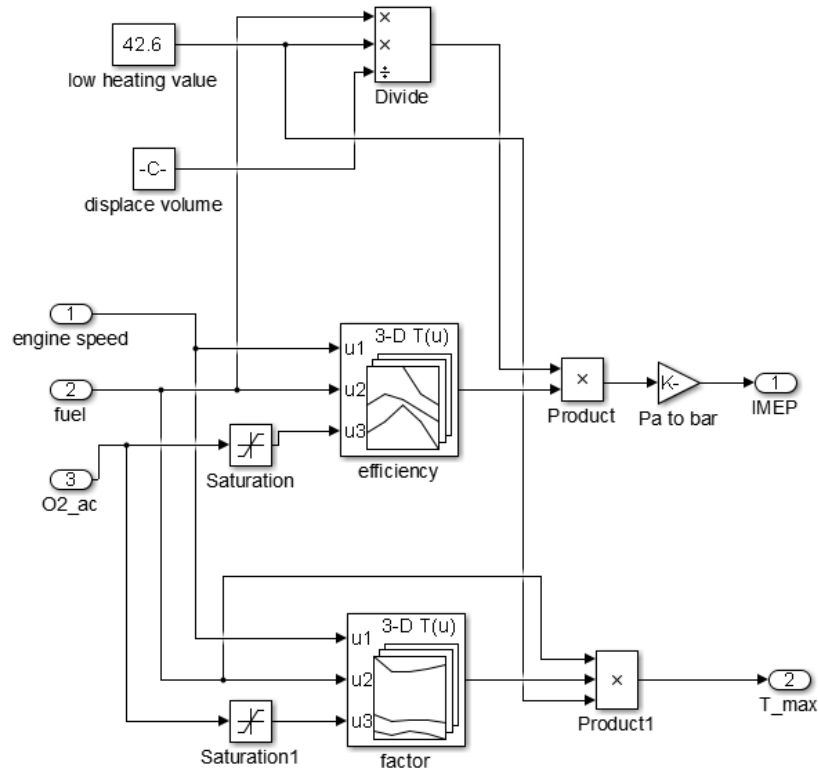 ×
42.6
×
÷
low heating value
Divide
-C-
displace volume
1
engine speed
3-D T(u)
u1
2
fuel
u2
×
Product
K-
Pa to bar
1
IMEP
u3
3
O2_ac
Saturation
efficiency
3-D T(u)
u1
u2
×
2
T_max
u3
Product1
Saturation1
factor